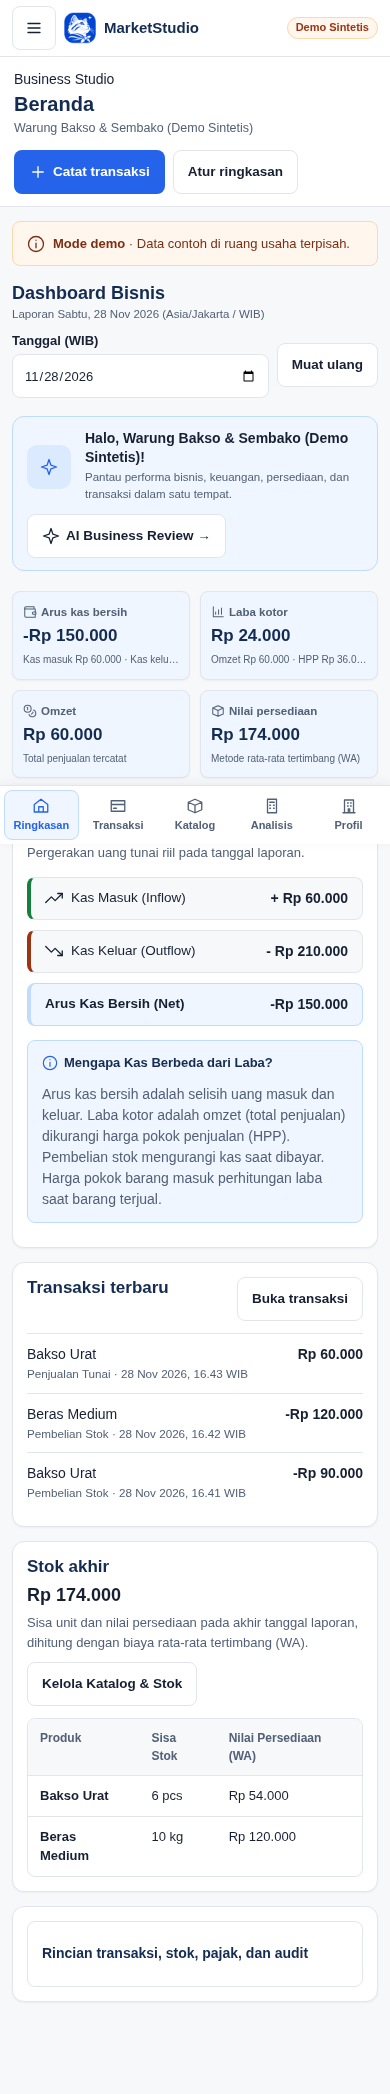 MarketStudio
Demo Sintetis
Business Studio
Beranda
Warung Bakso & Sembako (Demo Sintetis)
Catat transaksi
Atur ringkasan
Mode demo · Data contoh di ruang usaha terpisah.
Dashboard Bisnis
Laporan Sabtu, 28 Nov 2026 (Asia/Jakarta / WIB)
Tanggal (WIB)
11/28/2026
Muat ulang
Halo, Warung Bakso & Sembako (Demo
Sintetis)!
Pantau performa bisnis, keuangan, persediaan, dan
transaksi dalam satu tempat.
AI Business Review →
Arus kas bersih
-Rp 150.000
Kas masuk Rp 60.000 · Kas kelu…
Laba kotor
Rp 24.000
Omzet Rp 60.000 · HPP Rp 36.0…
Omzet
Rp 60.000
Total penjualan tercatat
Nilai persediaan
Rp 174.000
Metode rata-rata tertimbang (WA)
Ringkasan
Transaksi
Katalog
Analisis
Profil
Pergerakan uang tunai riil pada tanggal laporan.
Kas Masuk (Inflow)
+ Rp 60.000
Kas Keluar (Outflow)
- Rp 210.000
Arus Kas Bersih (Net)
-Rp 150.000
Mengapa Kas Berbeda dari Laba?
Arus kas bersih adalah selisih uang masuk dan
keluar. Laba kotor adalah omzet (total penjualan)
dikurangi harga pokok penjualan (HPP).
Pembelian stok mengurangi kas saat dibayar.
Harga pokok barang masuk perhitungan laba
saat barang terjual.
Transaksi terbaru
Buka transaksi
Bakso Urat
Rp 60.000
Penjualan Tunai · 28 Nov 2026, 16.43 WIB
Beras Medium
-Rp 120.000
Pembelian Stok · 28 Nov 2026, 16.42 WIB
Bakso Urat
-Rp 90.000
Pembelian Stok · 28 Nov 2026, 16.41 WIB
Stok akhir
Rp 174.000
Sisa unit dan nilai persediaan pada akhir tanggal laporan,
dihitung dengan biaya rata-rata tertimbang (WA).
Kelola Katalog & Stok
Produk
Sisa
Stok
Nilai Persediaan
(WA)
Bakso Urat
6 pcs
Rp 54.000
Beras
Medium
10 kg
Rp 120.000
Rincian transaksi, stok, pajak, dan audit